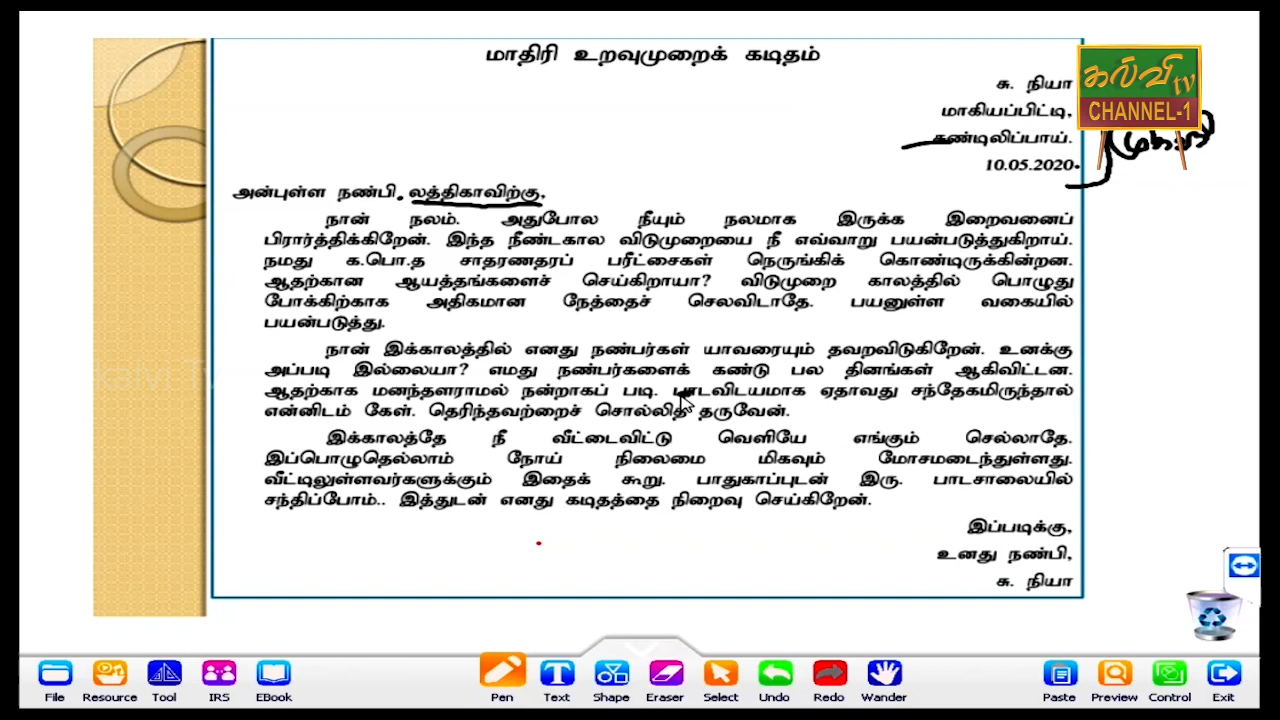 மாதிரி உறவுமுறைக் கடிதம்
கல்வி tv
CHANNEL-1
சு. நியா
மாகியப்பிட்டி,
கண்டிலிப்பாய்.
முகவரி
10.05.2020
அன்புள்ள நண்பி. லத்திகாவிற்கு,
நான் நலம். அதுபோல நீயும் நலமாக இருக்க இறைவனைப்
பிரார்த்திக்கிறேன். இந்த நீண்டகால விடுமுறையை நீ எவ்வாறு பயன்படுத்துகிறாய்.
நமது க.பொ.த சாதரணதரப் பரீட்சைகள் நெருங்கிக் கொண்டிருக்கின்றன.
ஆதற்கான ஆயத்தங்களைச் செய்கிறாயா? விடுமுறை காலத்தில் பொழுது
போக்கிற்காக அதிகமான நேத்தைச் செலவிடாதே. பயனுள்ள வகையில்
பயன்படுத்து.
நான் இக்காலத்தில் எனது நண்பர்கள் யாவரையும் தவறவிடுகிறேன். உனக்கு
அப்படி இல்லையா? எமது நண்பர்களைக் கண்டு பல தினங்கள் ஆகிவிட்டன.
kalvi Tv
ஆதற்காக மனந்தளராமல் நன்றாகப் படி. பாடவிடயமாக ஏதாவது சந்தேகமிருந்தால்
என்னிடம் கேள். தெரிந்தவற்றைச் சொல்லித் தருவேன்.
இக்காலத்தே நீ வீட்டைவிட்டு வெளியே எங்கும் செல்லாதே.
இப்பொழுதெல்லாம் நோய் நிலைமை மிகவும் மோசமடைந்துள்ளது.
வீட்டிலுள்ளவர்களுக்கும் இதைக் கூறு. பாதுகாப்புடன் இரு. பாடசாலையில்
சந்திப்போம்.. இத்துடன் எனது கடிதத்தை நிறைவு செய்கிறேன்.
இப்படிக்கு,
உனது நண்பி,
சு. நியா
File Resource Tool IRS EBook Pen Text Shape Eraser Select Undo Redo Wander Paste Preview Control Exit